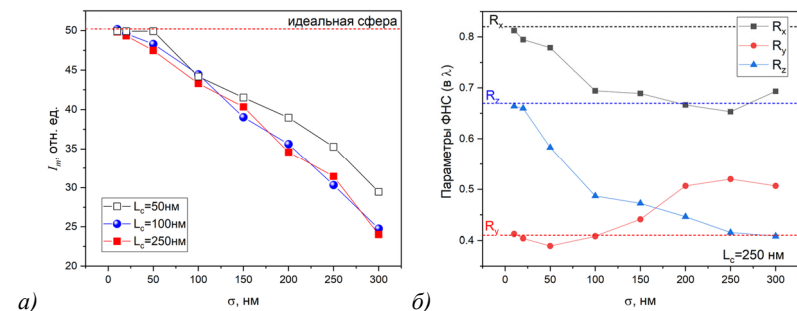 идеальная сфера
50
45
40
35
30
25
20
I_m, отн. ед.
L_c=50нм
L_c=100нм
L_c=250нм
0 50 100 150 200 250 300
σ, нм
а)
R_x
R_z
R_y
0.8
0.7
0.6
0.5
0.4
Параметры ФНС (в λ)
R_x
R_y
R_z
L_c=250 нм
0 50 100 150 200 250 300
σ, нм
б)